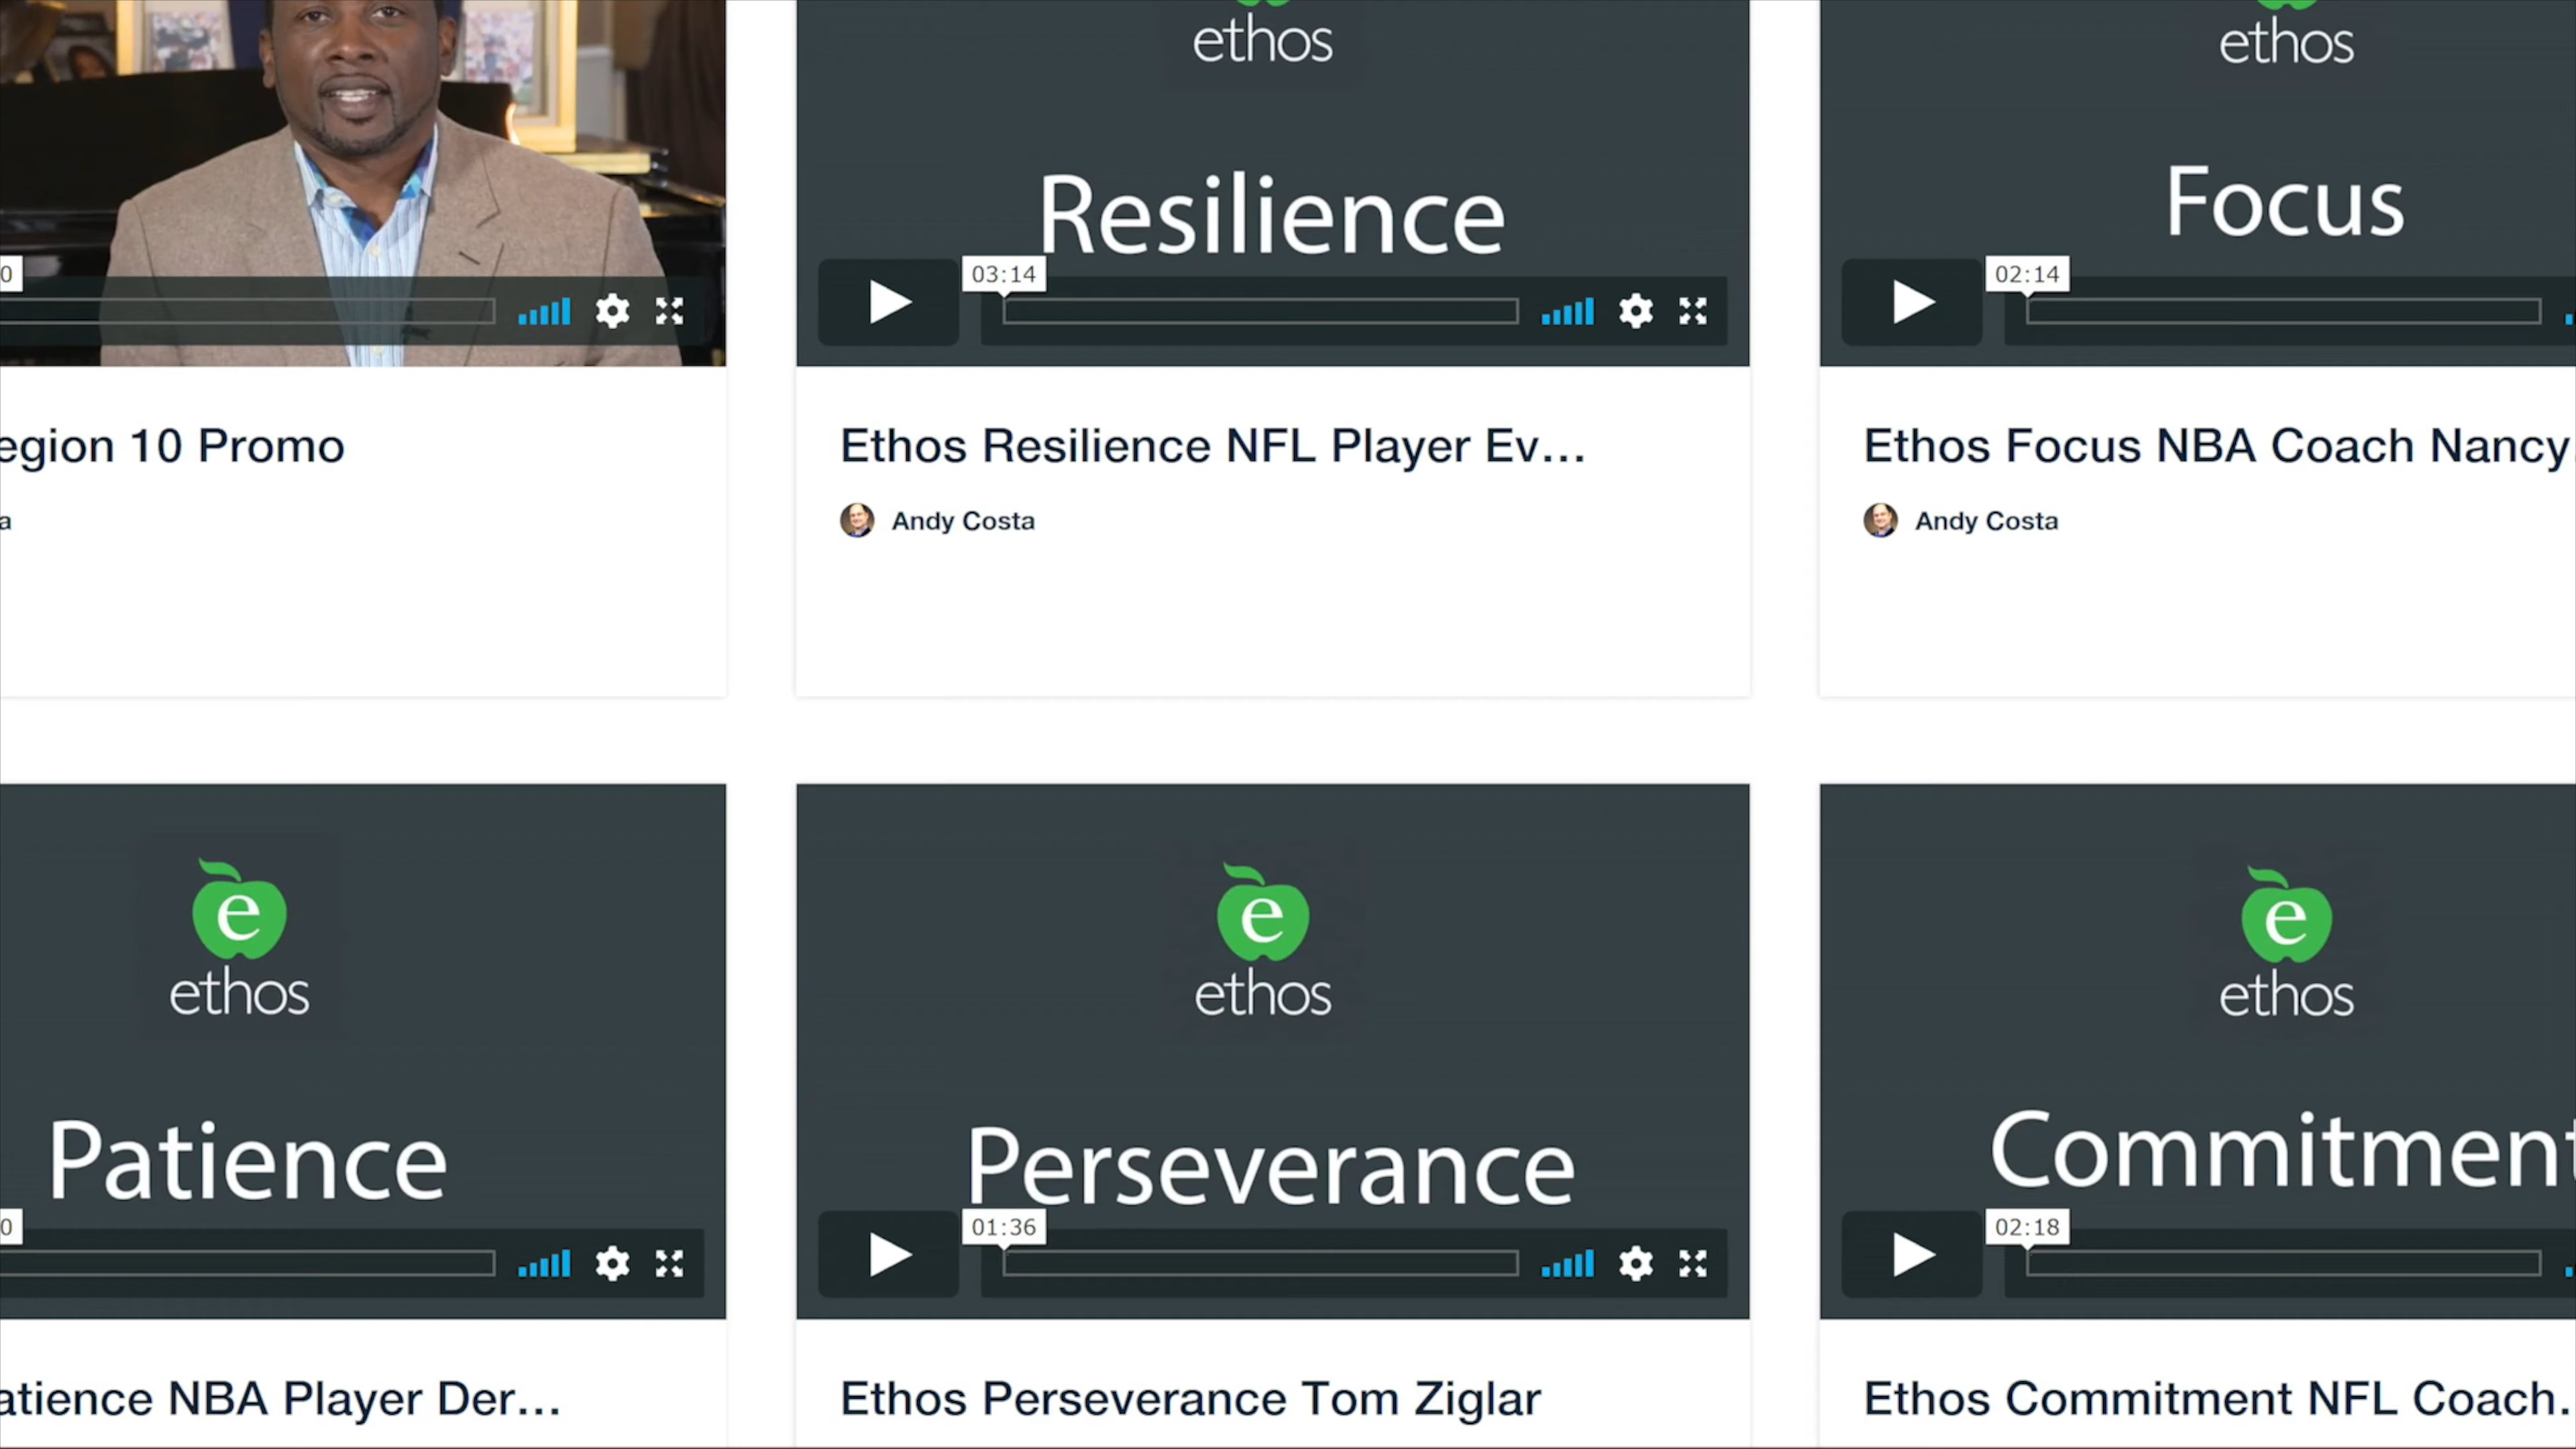 ethos
ethos
Resilience
Focus
0
03:14
02:14
egion 10 Promo
Ethos Resilience NFL Player Ev...
Ethos Focus NBA Coach Nancy
a
Andy Costa
Andy Costa
e
ethos
e
ethos
e
ethos
Patience
Perseverance
Commitment
0
01:36
02:18
atience NBA Player Der...
Ethos Perseverance Tom Ziglar
Ethos Commitment NFL Coach.